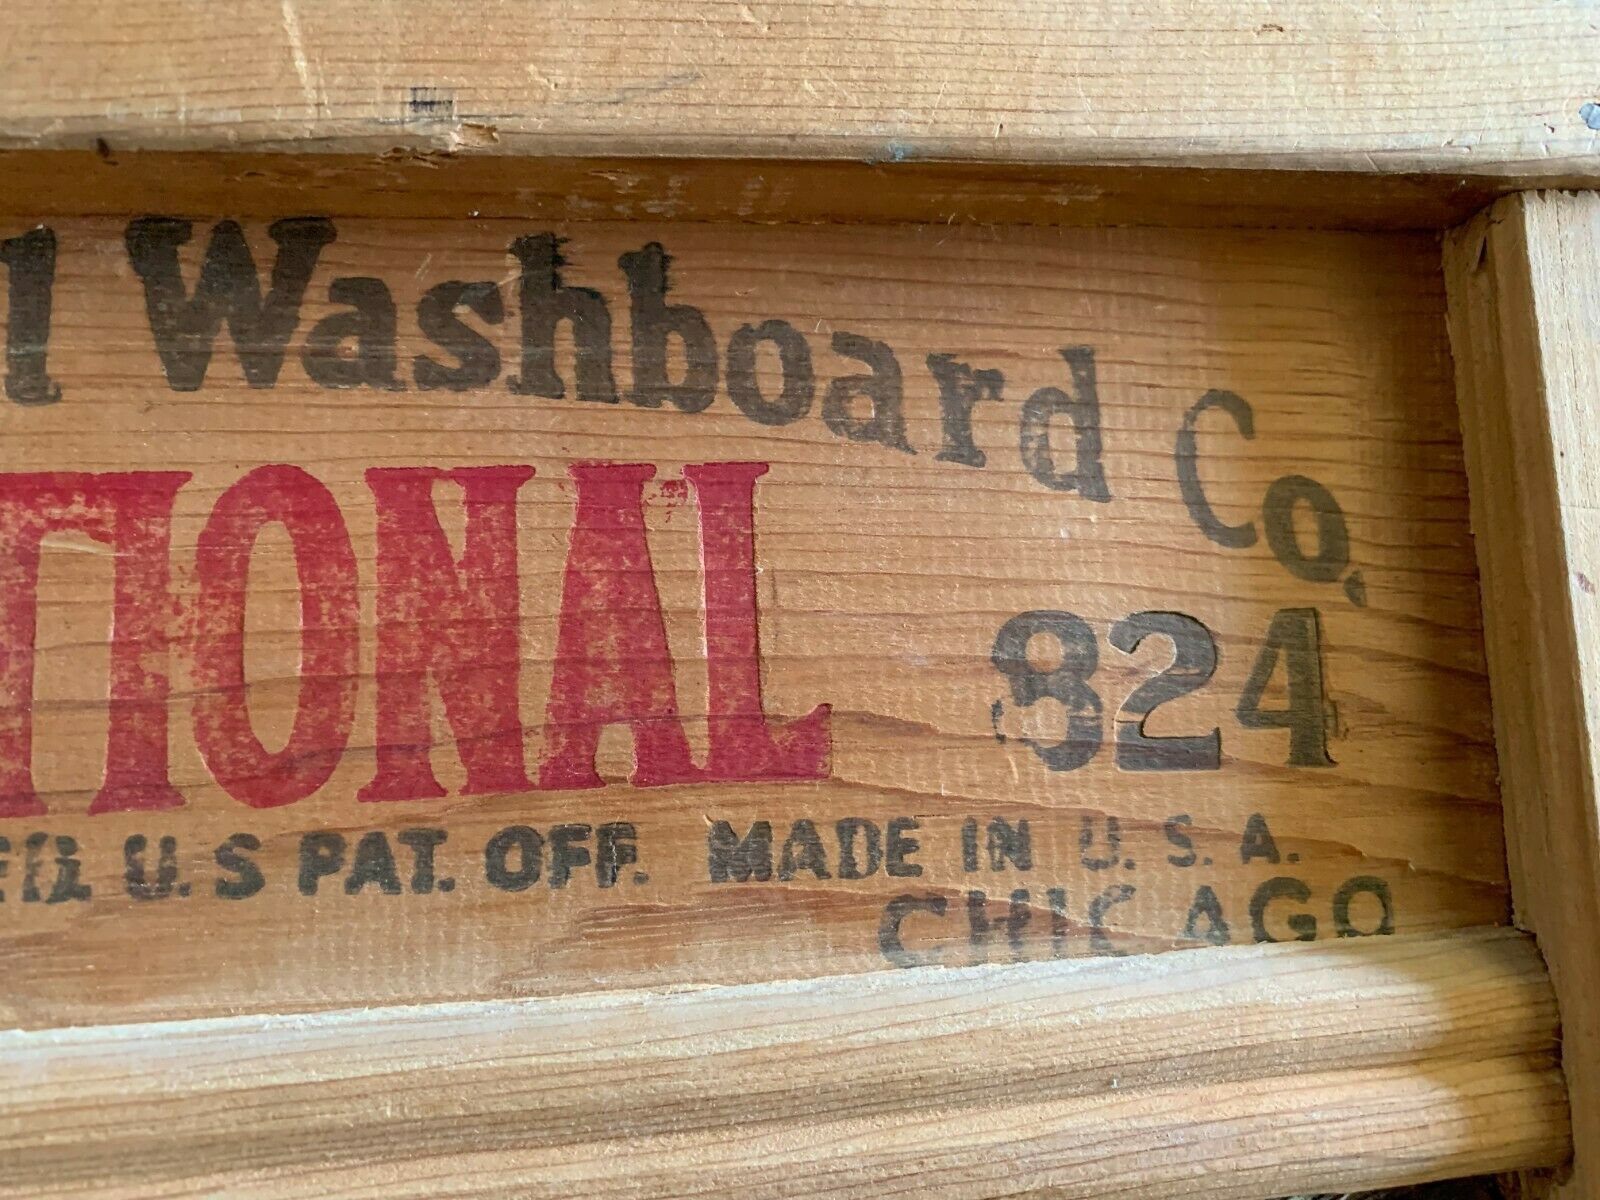 l Washboard Co.
TIONAL 824
U.S PAT. OFF. MADE IN U.S.A.
CHICAGO